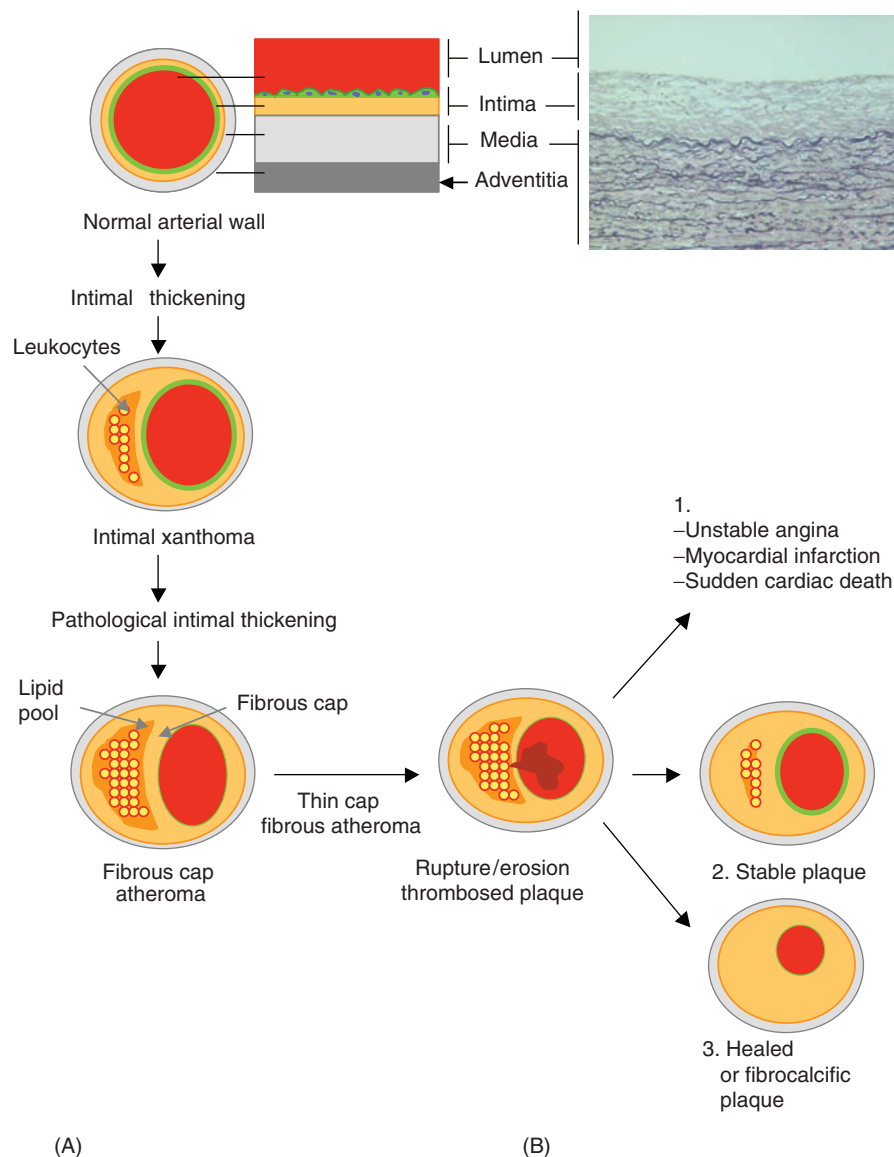 Lumen
Intima
Media
Adventitia
Normal arterial wall
Intimal thickening
Leukocytes
Intimal xanthoma
Pathological intimal thickening
Lipid
pool
Fibrous cap
Fibrous cap
atheroma
Thin cap
fibrous atheroma
Rupture/erosion
thrombosed plaque
1.
–Unstable angina
–Myocardial infarction
–Sudden cardiac death
2. Stable plaque
3. Healed
or fibrocalcific
plaque
(A)
(B)